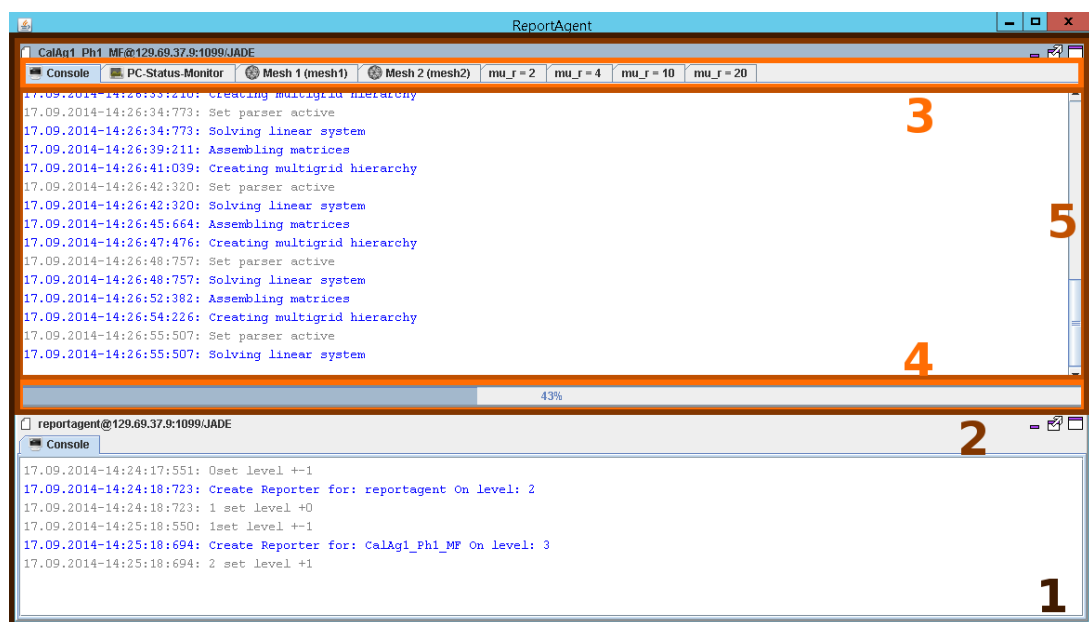 ReportAgent
CalAg1_Ph1_MF@129.69.37.9:1099/JADE
Console PC-Status-Monitor Mesh 1 (mesh1) Mesh 2 (mesh2) mu_r = 2 mu_r = 4 mu_r = 10 mu_r = 20
17.09.2014-14:26:33:210: Creating multigrid hierarchy
3
17.09.2014-14:26:34:773: Set parser active
17.09.2014-14:26:34:773: Solving linear system
17.09.2014-14:26:39:211: Assembling matrices
17.09.2014-14:26:41:039: Creating multigrid hierarchy
17.09.2014-14:26:42:320: Set parser active
17.09.2014-14:26:42:320: Solving linear system
5
17.09.2014-14:26:45:664: Assembling matrices
17.09.2014-14:26:47:476: Creating multigrid hierarchy
17.09.2014-14:26:48:757: Set parser active
17.09.2014-14:26:48:757: Solving linear system
17.09.2014-14:26:52:382: Assembling matrices
17.09.2014-14:26:54:226: Creating multigrid hierarchy
17.09.2014-14:26:55:507: Set parser active
17.09.2014-14:26:55:507: Solving linear system
4
43%
reportagent@129.69.37.9:1099/JADE
2
Console
17.09.2014-14:24:17:551: 0set level +-1
17.09.2014-14:24:18:723: Create Reporter for: reportagent On level: 2
17.09.2014-14:24:18:723: 1 set level +0
17.09.2014-14:25:18:550: 1set level +-1
17.09.2014-14:25:18:694: Create Reporter for: CalAg1_Ph1_MF On level: 3
17.09.2014-14:25:18:694: 2 set level +1
1